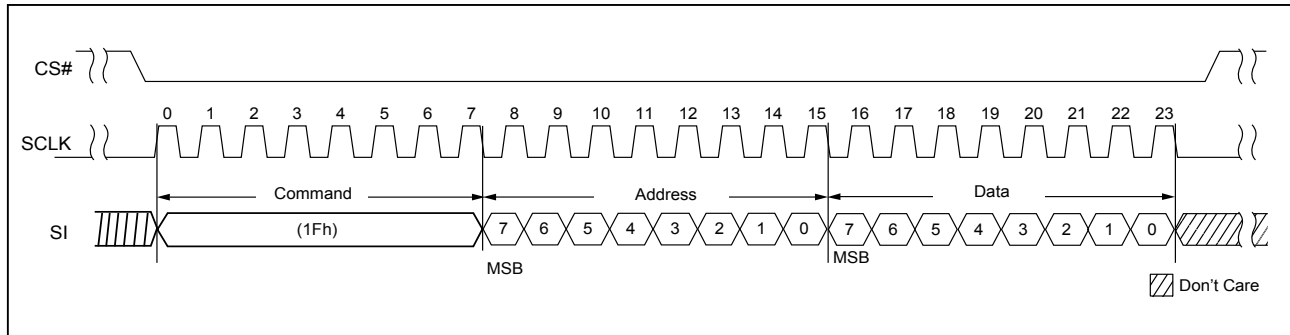 CS#
0 1 2 3 4 5 6 7 8 9 10 11 12 13 14 15 16 17 18 19 20 21 22 23
SCLK
Command Address Data
SI (1Fh) 7 6 5 4 3 2 1 0 7 6 5 4 3 2 1 0
MSB MSB
Don't Care